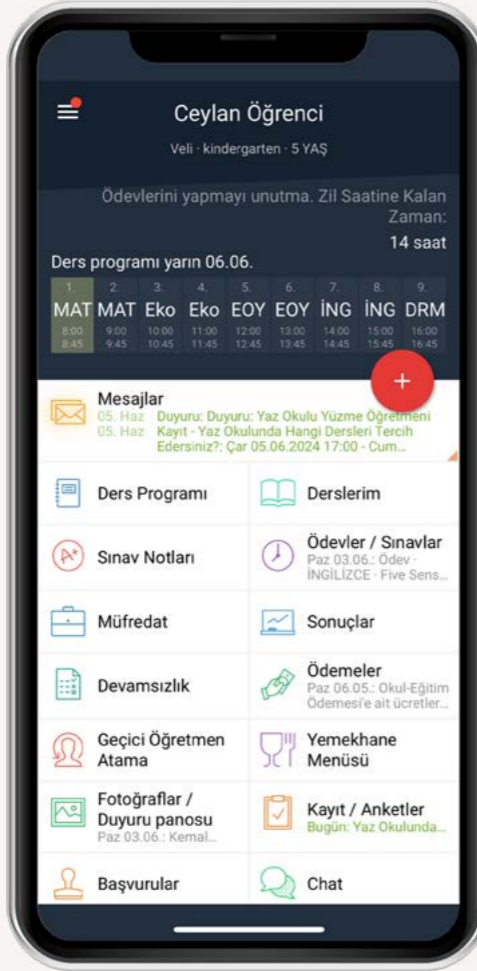 Ceylan Öğrenci
Veli · kindergarten · 5 YAŞ
Ödevlerini yapmayı unutma. Zil Saatine Kalan
Zaman:
14 saat
Ders programı yarın 06.06.
1. 2. 3. 4. 5. 6. 7. 8. 9.
MAT MAT Eko Eko EOY EOY İNG İNG DRM
8:00 9:00 10:00 11:00 12:00 13:00 14:00 15:00 16:00
8:45 9:45 10:45 11:45 12:45 13:45 14:45 15:45 16:45
+
Mesajlar
05. Haz Duyuru: Duyuru: Yaz Okulu Yüzme Öğretmeni
05. Haz Kayıt - Yaz Okulunda Hangi Dersleri Tercih
Edersiniz?: Çar 05.06.2024 17:00 - Cum...
Ders Programı
Derslerim
A+
Sınav Notları
Ödevler / Sınavlar
Paz 03.06.: Ödev ·
İNGİLİZCE · Five Sens...
Müfredat
Sonuçlar
Devamsızlık
Ödemeler
Paz 06.05.: Okul-Eğitim
Ödemesi'e ait ücretler...
Geçici Öğretmen
Atama
Yemekhane
Menüsü
Fotoğraflar /
Duyuru panosu
Paz 03.06.: Kemal...
Kayıt / Anketler
Bugün: Yaz Okulunda...
Başvurular
Chat